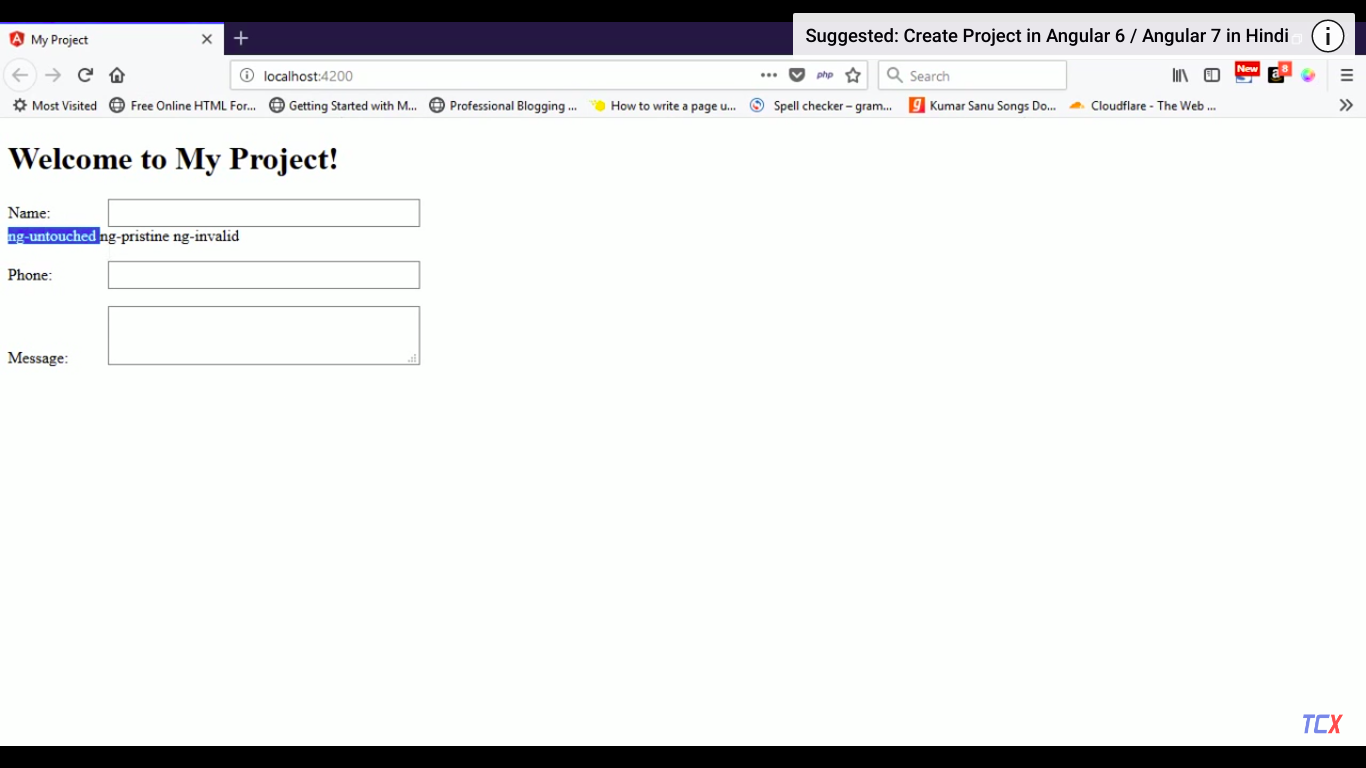 My Project
Suggested: Create Project in Angular 6 / Angular 7 in Hindi
localhost:4200
php
Search
New
a
8
Most Visited
Free Online HTML For...
Getting Started with M...
Professional Blogging ...
How to write a page u...
Spell checker – gram...
Kumar Sanu Songs Do...
Cloudflare - The Web ...
Welcome to My Project!
Name:
ng-untouched ng-pristine ng-invalid
Phone:
Message:
TCX